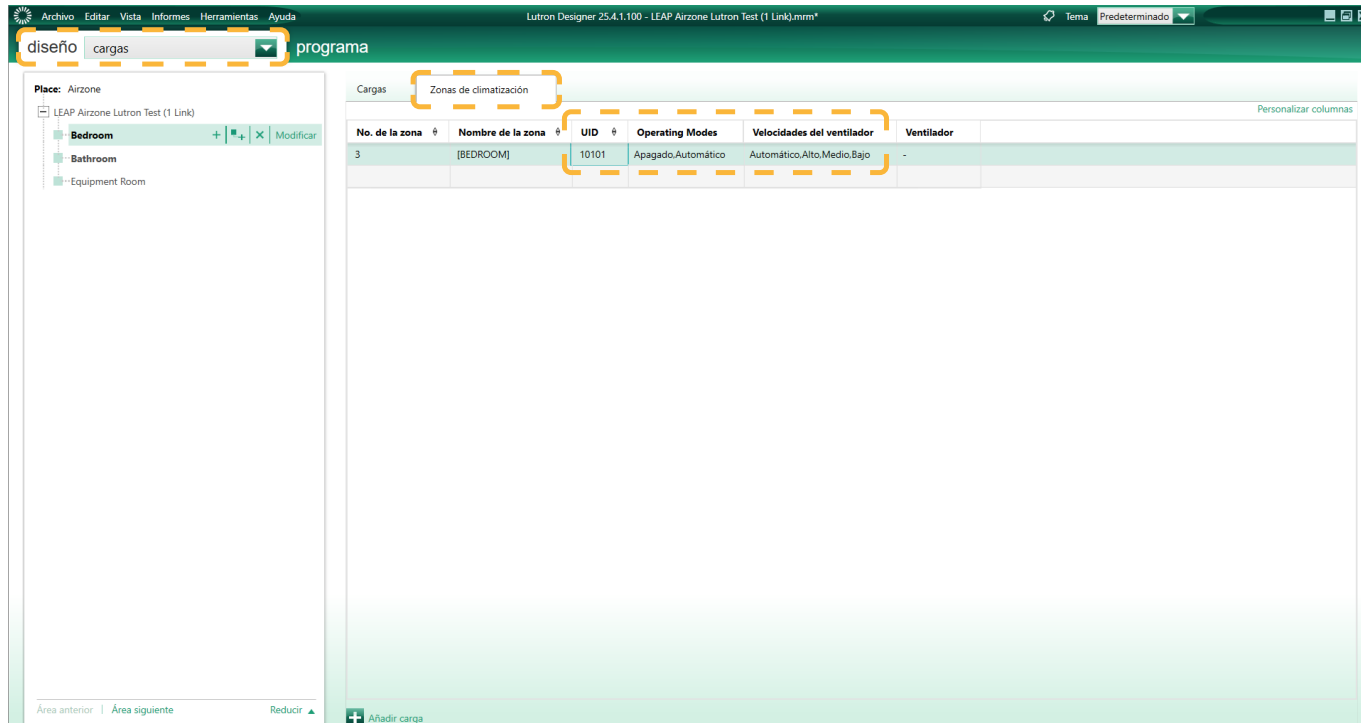 Archivo Editar Vista Informes Herramientas Ayuda
Lutron Designer 25.4.1.100 - LEAP Airzone Lutron Test (1 Link).mrm*
Tema Predeterminado
diseño cargas programa
Place: Airzone
LEAP Airzone Lutron Test (1 Link)
Bedroom + + × Modificar
Bathroom
Equipment Room
Cargas Zonas de climatización
Personalizar columnas
No. de la zona Nombre de la zona UID Operating Modes Velocidades del ventilador Ventilador
3 [BEDROOM] 10101 Apagado,Automático Automático,Alto,Medio,Bajo -
Área anterior | Área siguiente Reducir
Añadir carga